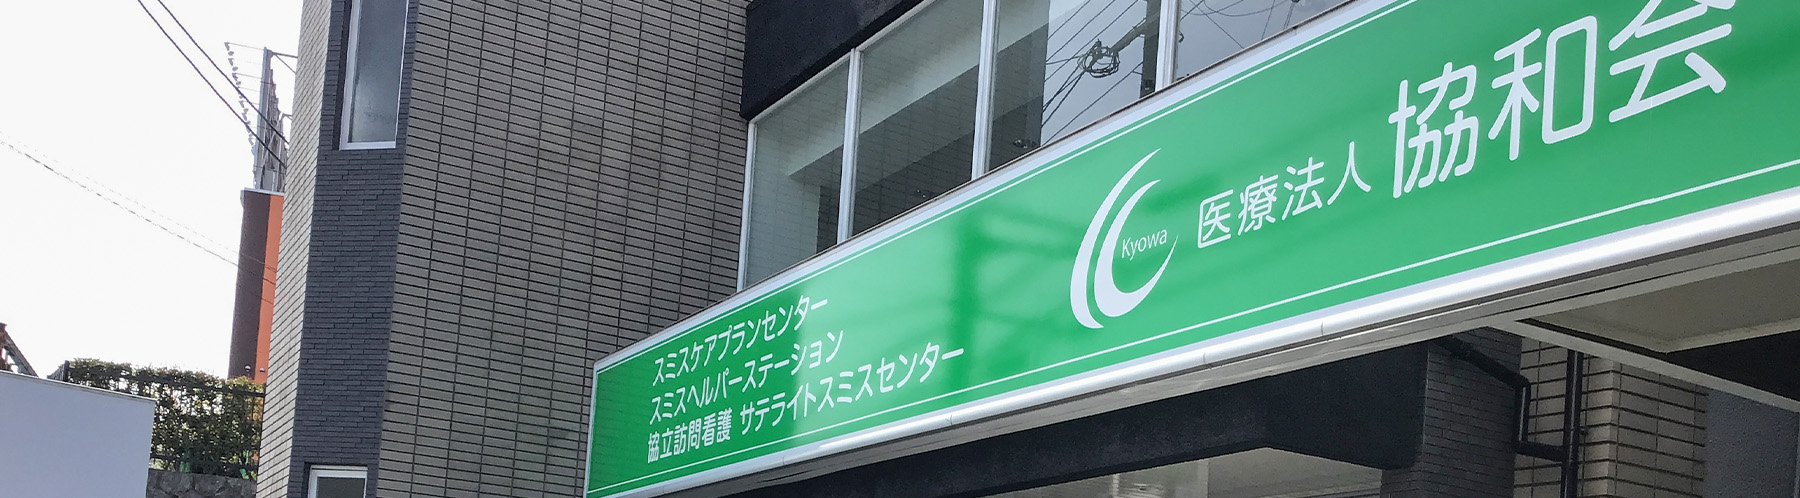 スミスケアプランセンター
スミスヘルパーステーション
協立訪問看護 サテライトスミスセンター
Kyowa
医療法人 協和会